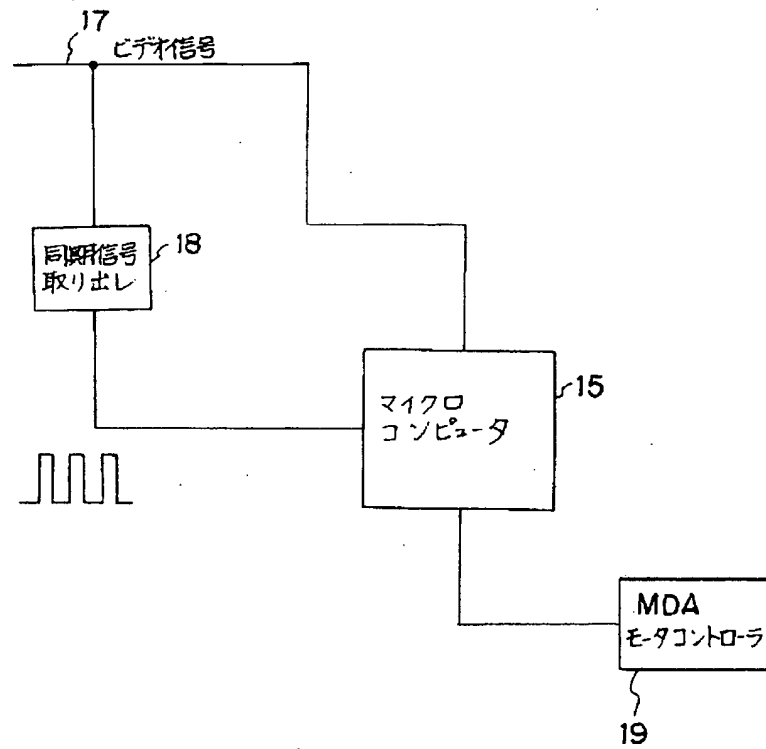 17
ビデオ信号
同期信号
取り出し
18
マイクロ
コンピュータ
15
MDA
モータコントローラ
19